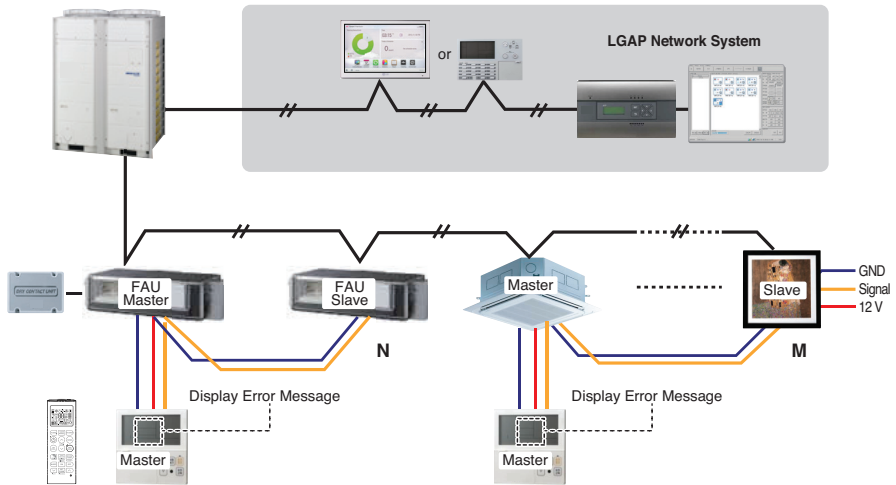 LGAP Network System
or
FAU
Master
FAU
Slave
Master
Slave
GND
Signal
12 V
N
M
Display Error Message
Display Error Message
Master
Master